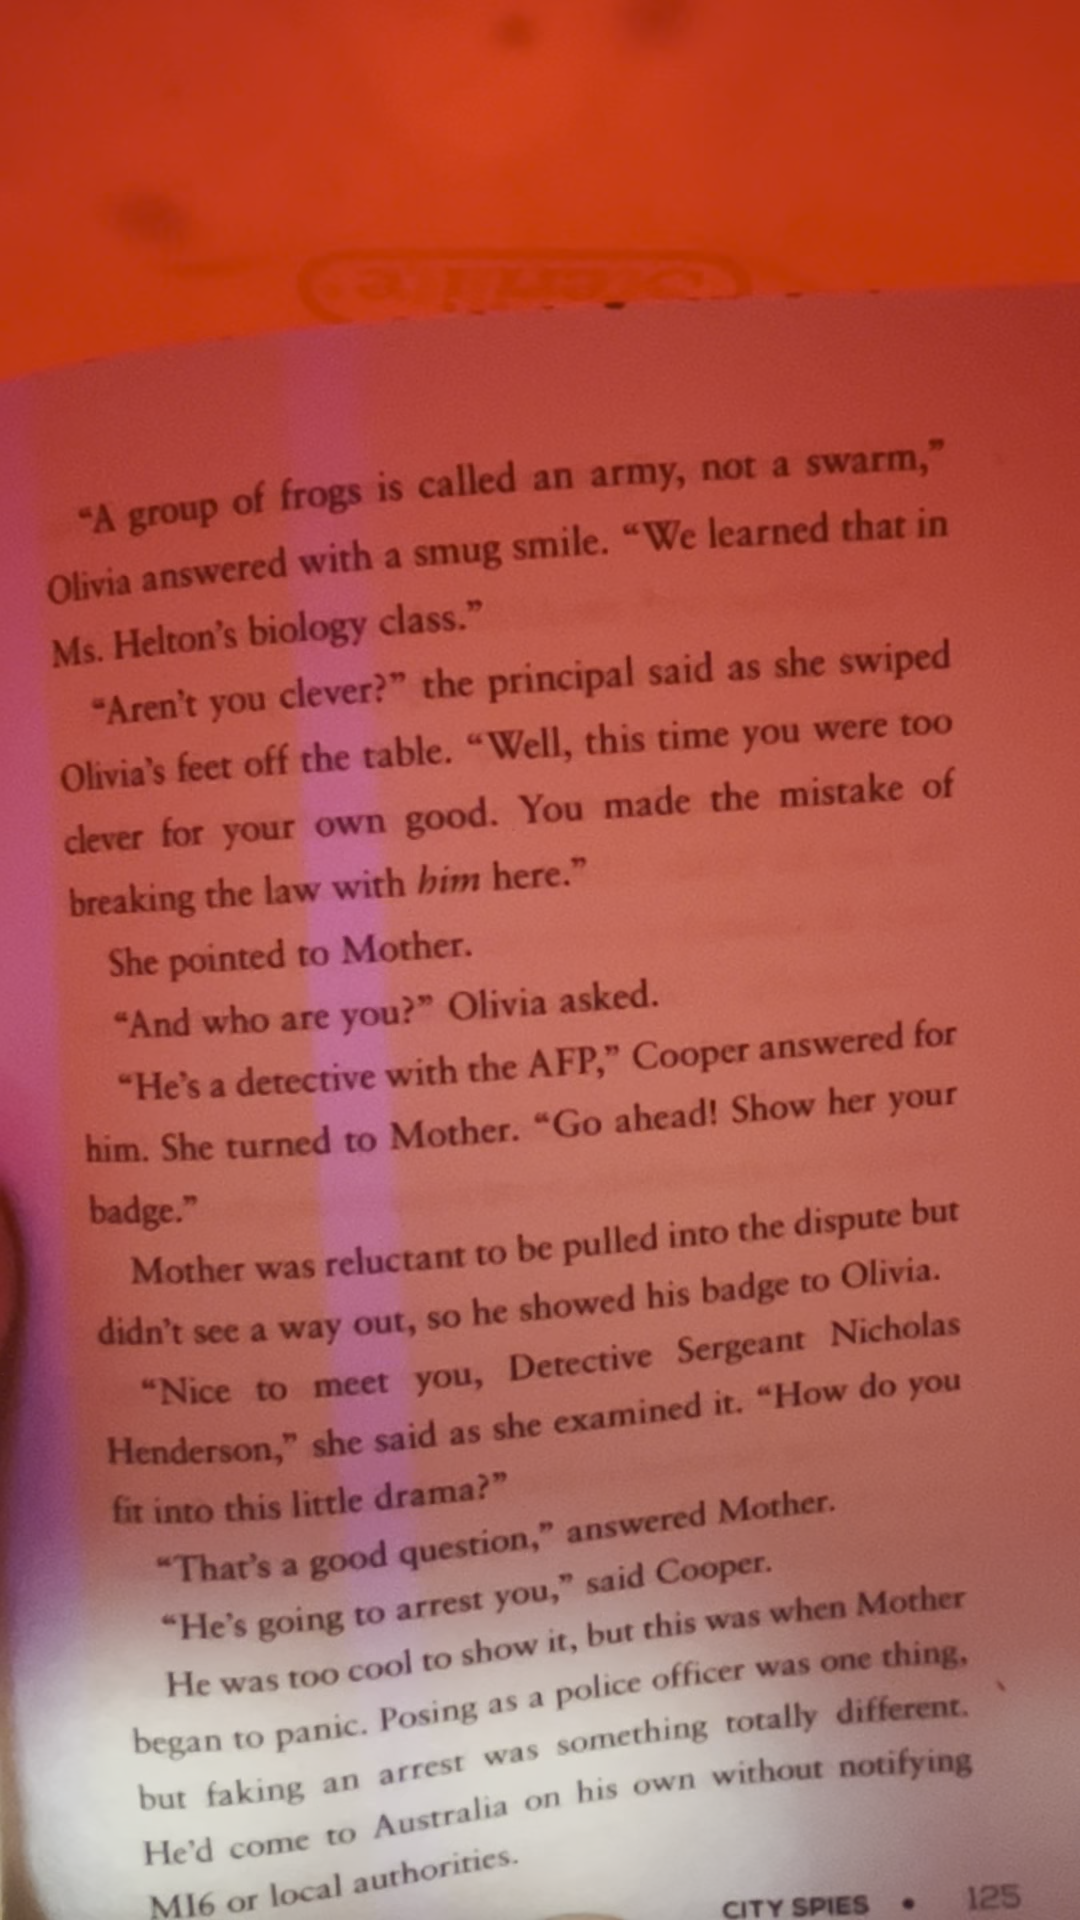 “A group of frogs is called an army, not a swarm,”
Olivia answered with a smug smile. “We learned that in
Ms. Helton’s biology class.”
“Aren’t you clever?” the principal said as she swiped
Olivia’s feet off the table. “Well, this time you were too
clever for your own good. You made the mistake of
breaking the law with him here.”
She pointed to Mother.
“And who are you?” Olivia asked.
“He’s a detective with the AFP,” Cooper answered for
him. She turned to Mother. “Go ahead! Show her your
badge.”
Mother was reluctant to be pulled into the dispute but
didn’t see a way out, so he showed his badge to Olivia.
“Nice to meet you, Detective Sergeant Nicholas
Henderson,” she said as she examined it. “How do you
fit into this little drama?”
“That’s a good question,” answered Mother.
“He’s going to arrest you,” said Cooper.
He was too cool to show it, but this was when Mother
began to panic. Posing as a police officer was one thing,
but faking an arrest was something totally different.
He’d come to Australia on his own without notifying
MI6 or local authorities.
CITY SPIES • 125